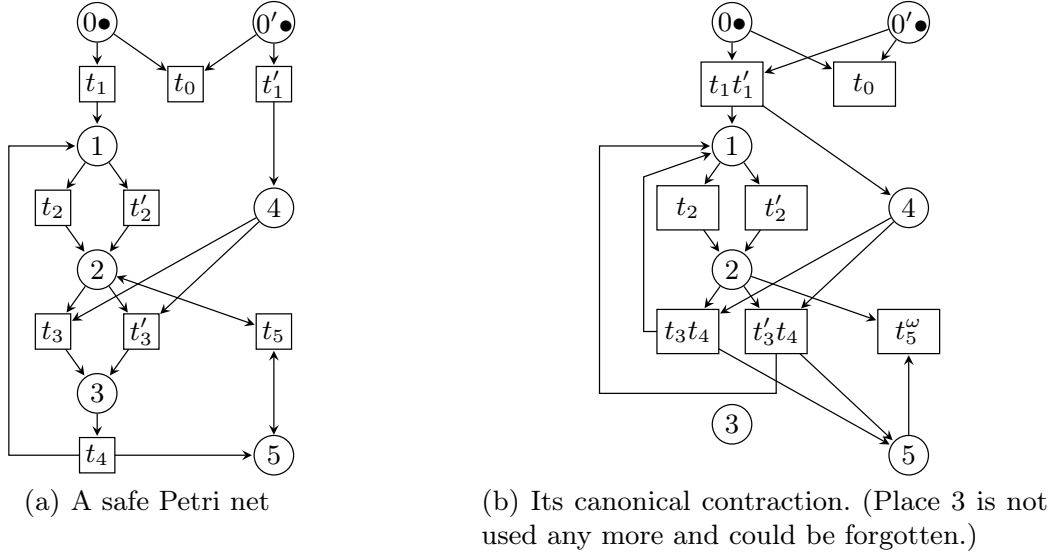 0● 0′● 0● 0′●
t₁ t₀ t′₁ t₁t′₁ t₀
1 1
t₂ t′₂ 4 t₂ t′₂ 4
2 2
t₃ t′₃ t₅ t₃t₄ t′₃t₄ t₅^ω
3 3
t₄ 5 5
(a) A safe Petri net
(b) Its canonical contraction. (Place 3 is not
used any more and could be forgotten.)